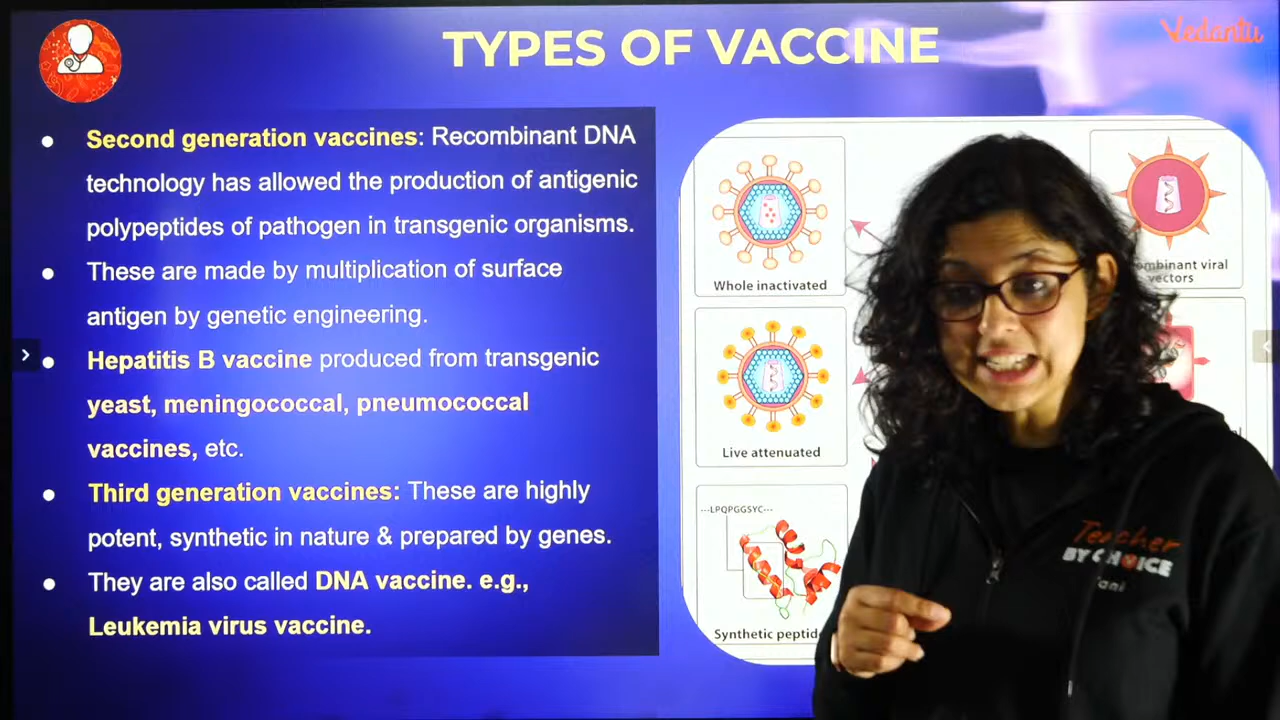 TYPES OF VACCINE
Vedantu
Second generation vaccines: Recombinant DNA
technology has allowed the production of antigenic
polypeptides of pathogen in transgenic organisms.
These are made by multiplication of surface
antigen by genetic engineering.
Hepatitis B vaccine produced from transgenic
yeast, meningococcal, pneumococcal
vaccines, etc.
Third generation vaccines: These are highly
potent, synthetic in nature & prepared by genes.
They are also called DNA vaccine. e.g.,
Leukemia virus vaccine.
Whole inactivated
Live attenuated
---LPQPGGSYC---
Synthetic
viral
vectors
Teacher
BY CHOICE